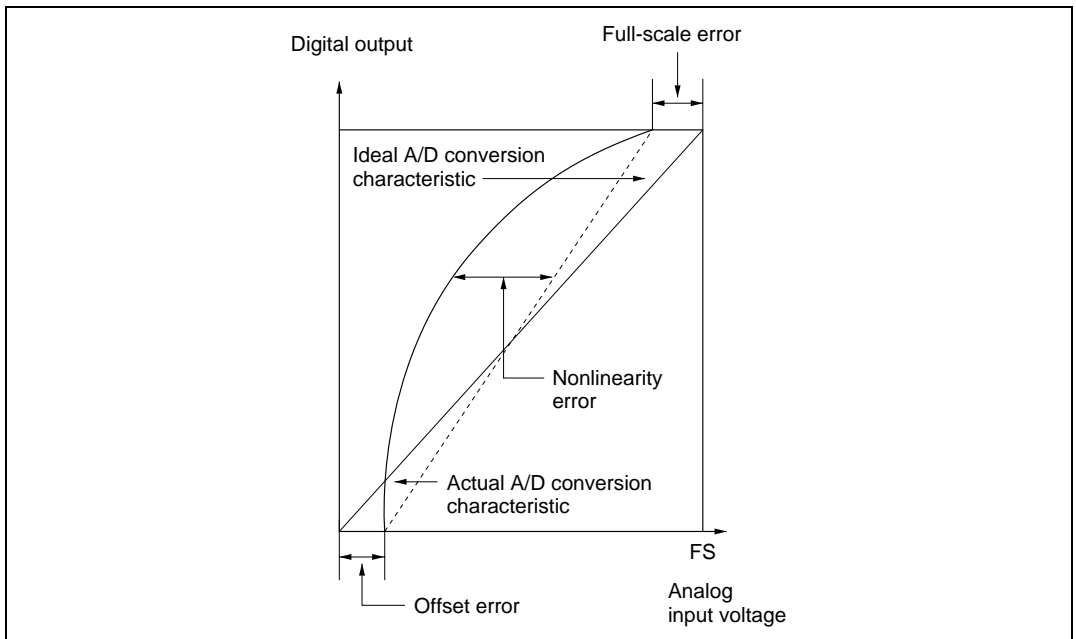 Full-scale error
Digital output
Ideal A/D conversion
characteristic
Nonlinearity
error
Actual A/D conversion
characteristic
FS
Offset error
Analog
input voltage